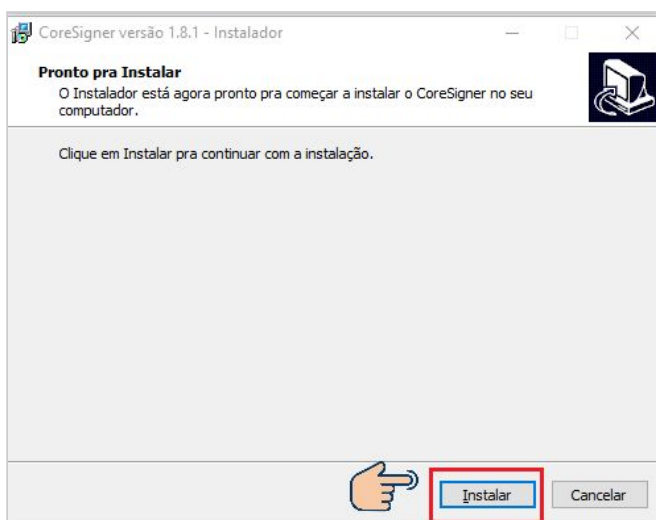 CoreSigner versão 1.8.1 - Instalador
Pronto pra Instalar
O Instalador está agora pronto pra começar a instalar o CoreSigner no seu
computador.
Clique em Instalar pra continuar com a instalação.
Instalar
Cancelar